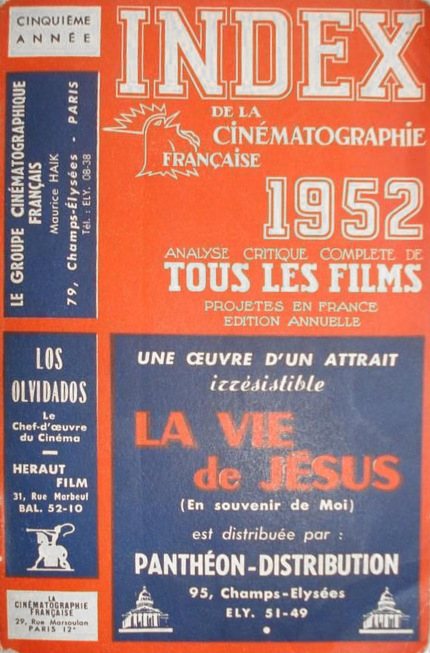 CINQUIÈME
ANNÉE
INDEX
DE LA
CINÉMATOGRAPHIE
FRANÇAISE
1952
ANALYSE CRITIQUE COMPLETE DE
TOUS LES FILMS
PROJETES EN FRANCE
EDITION ANNUELLE
LE GROUPE CINÉMATOGRAPHIQUE
FRANÇAIS
Maurice HAIK
79, Champs-Élysées - PARIS
Tél. : ELY. 08-38
LOS
OLVIDADOS
Le
Chef-d'œuvre
du Cinéma
HERAUT
FILM
31, Rue Marbeuf
BAL. 52-10
UNE ŒUVRE D'UN ATTRAIT
irrésistible
LA VIE
de JÉSUS
(En souvenir de Moi)
est distribuée par :
PANTHÉON-DISTRIBUTION
95, Champs-Elysées
ELY. 51-49
LA
CINÉMATOGRAPHIE
FRANÇAISE
29, Rue Marsoulan
PARIS 12e